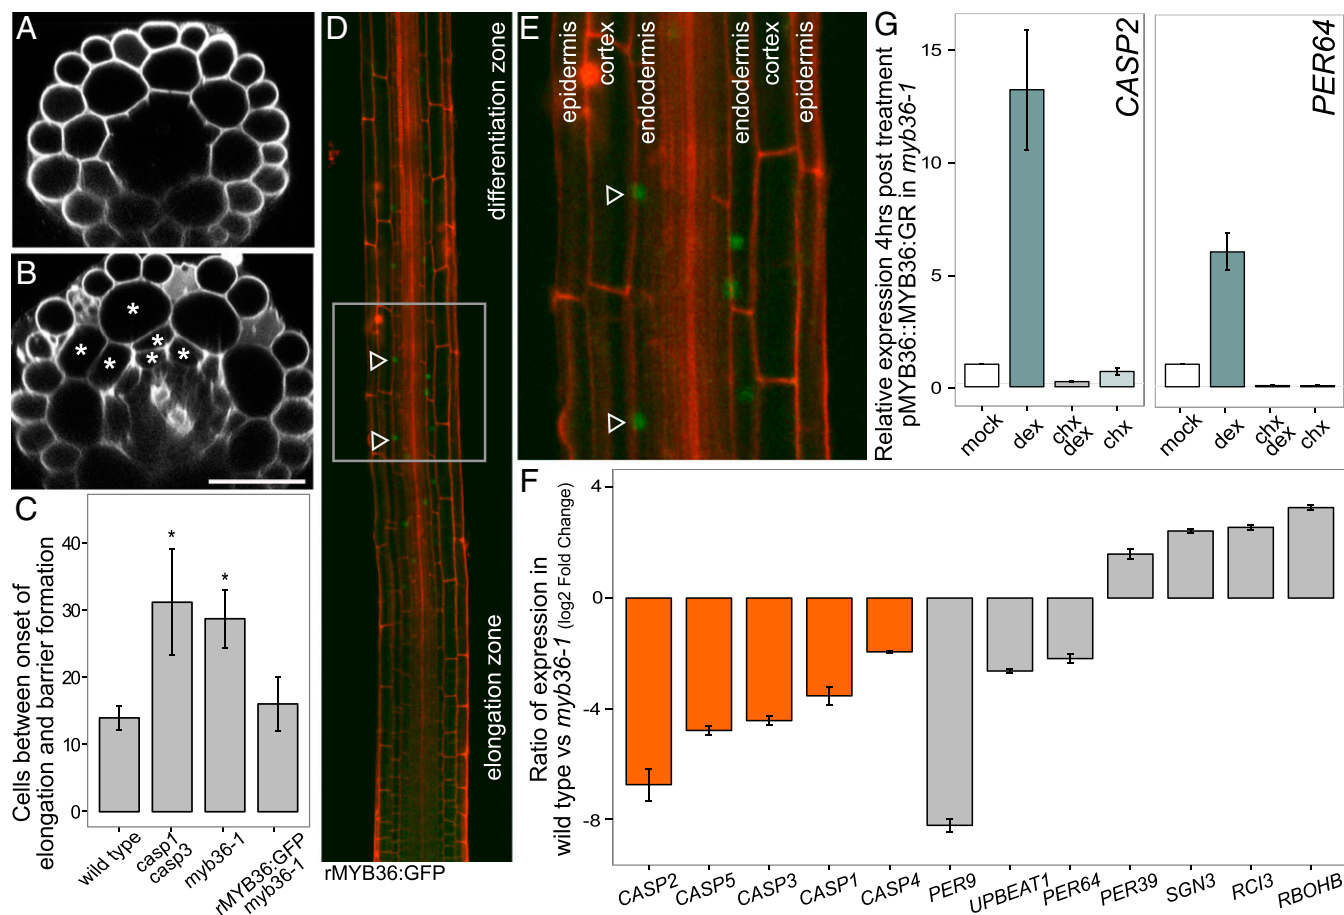 A
B
*
*
*
*
*
*
C
Cells between onset of
elongation and barrier formation
40
30
20
10
0
*
*
wild type
casp1
casp3
myb36-1
rMYB36:GFP
myb36-1
D
differentiation zone
elongation zone
rMYB36:GFP
E
epidermis
cortex
endodermis
endodermis
cortex
epidermis
G
Relative expression 4hrs post treatment
pMYB36::MYB36:GR in myb36-1
15
10
5
0
CASP2
PER64
mock
dex
chx
dex
chx
mock
dex
chx
dex
chx
F
Ratio of expression in
wild type vs myb36-1 (log2 Fold Change)
4
0
-4
-8
CASP2
CASP5
CASP3
CASP1
CASP4
PER9
UPBEAT1
PER64
PER39
SGN3
RCI3
RBOHB